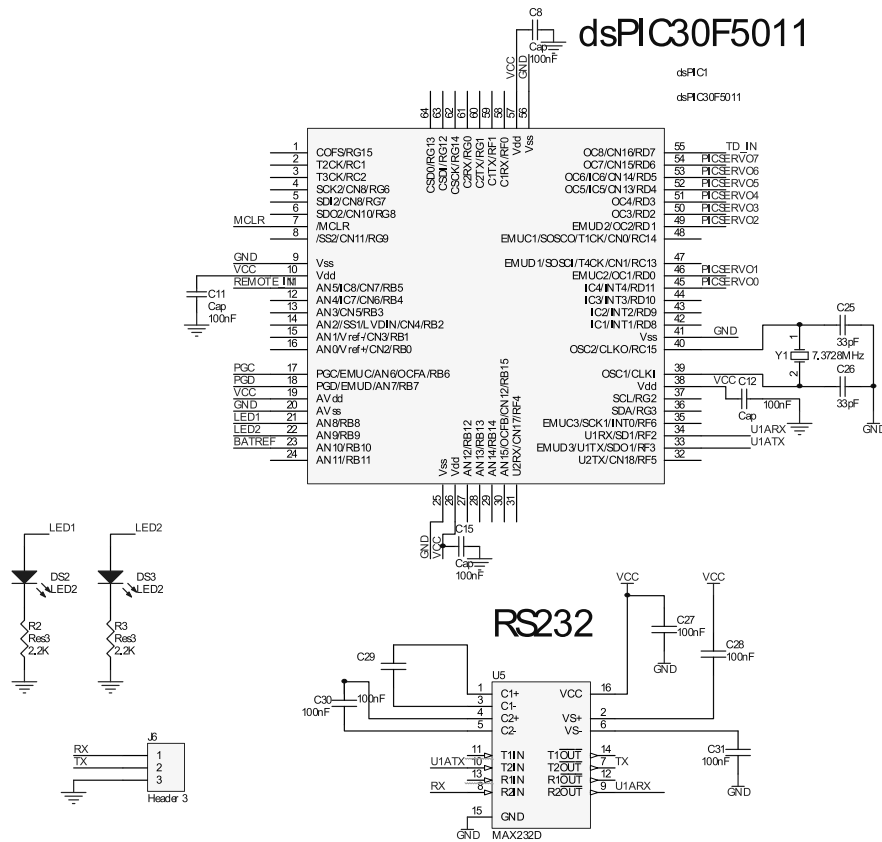 dsPIC30F5011
dsPIC1
dsPIC30F5011
C8
Cap
100nF
VCC
GND
64 63 62 61 60 59 58 57 56
CSDO/RG13
CSDI/RG12
CSCK/RG14
C2RX/RG0
C2TX/RG1
C1TX/RF1
C1RX/RF0
Vdd
Vss
1 COFS/RG15
2 T2CK/RC1
3 T3CK/RC2
4 SCK2/CN8/RG6
5 SDI2/CN8/RG7
6 SDO2/CN10/RG8
MCLR 7 /MCLR
8 /SS2/CN11/RG9
GND 9 Vss
VCC 10 Vdd
REMOTE_IN 11 AN5/IC8/CN7/RB5
12 AN4/IC7/CN6/RB4
13 AN3/CN5/RB3
14 AN2//SS1/LVDIN/CN4/RB2
15 AN1/Vref-/CN3/RB1
16 AN0/Vref+/CN2/RB0
C11
Cap
100nF
PGC 17 PGC/EMUC/AN6/OCFA/RB6
PGD 18 PGD/EMUD/AN7/RB7
VCC 19 AVdd
GND 20 AVss
LED1 21 AN8/RB8
LED2 22 AN9/RB9
BATREF 23 AN10/RB10
24 AN11/RB11
OC8/CN16/RD7 55 TD_IN
OC7/CN15/RD6 54 PICSERVO7
OC6/IC6/CN14/RD5 53 PICSERVO6
OC5/IC5/CN13/RD4 52 PICSERVO5
OC4/RD3 51 PICSERVO4
OC3/RD2 50 PICSERVO3
EMUD2/OC2/RD1 49 PICSERVO2
EMUC1/SOSCO/T1CK/CN0/RC14 48
EMUD1/SOSCI/T4CK/CN1/RC13 47
EMUC2/OC1/RD0 46 PICSERVO1
IC4/INT4/RD11 45 PICSERVO0
IC3/INT3/RD10 44
IC2/INT2/RD9 43
IC1/INT1/RD8 42
Vss 41 GND
OSC2/CLKO/RC15 40
OSC1/CLKI 39
Vdd 38 VCC
SCL/RG2 37
SDA/RG3 36
EMUC3/SCK1/INT0/RF6 35
U1RX/SD1/RF2 34 U1ARX
EMUD3/U1TX/SDO1/RF3 33 U1ATX
U2TX/CN18/RF5 32
C25
33pF
1
Y1 7.3728MHz
2
C26
33pF
C12
Cap
100nF
GND
Vss
Vdd
AN12/RB12
AN13/RB13
AN14/RB14
AN15/OCFB/CN12/RB15
U2RX/CN17/RF4
25 26 27 28 29 30 31
GND
VCC
C15
Cap
100nF
LED1
DS2
LED2
R2
Res3
2.2K
LED2
DS3
LED2
R3
Res3
2.2K
J6
RX 1
TX 2
3
Header 3
RS232
U5
C29
100nF
C30
100nF
1 C1+
3 C1-
4 C2+
5 C2-
11 T1IN
U1ATX 10 T2IN
13 R1IN
RX 8 R2IN
15 GND
GND
VCC 16
VS+ 2
VS- 6
T1OUT 14
T2OUT 7 TX
R1OUT 12
R2OUT 9 U1ARX
MAX232D
VCC
C27
100nF
GND
VCC
C28
100nF
C31
100nF
GND